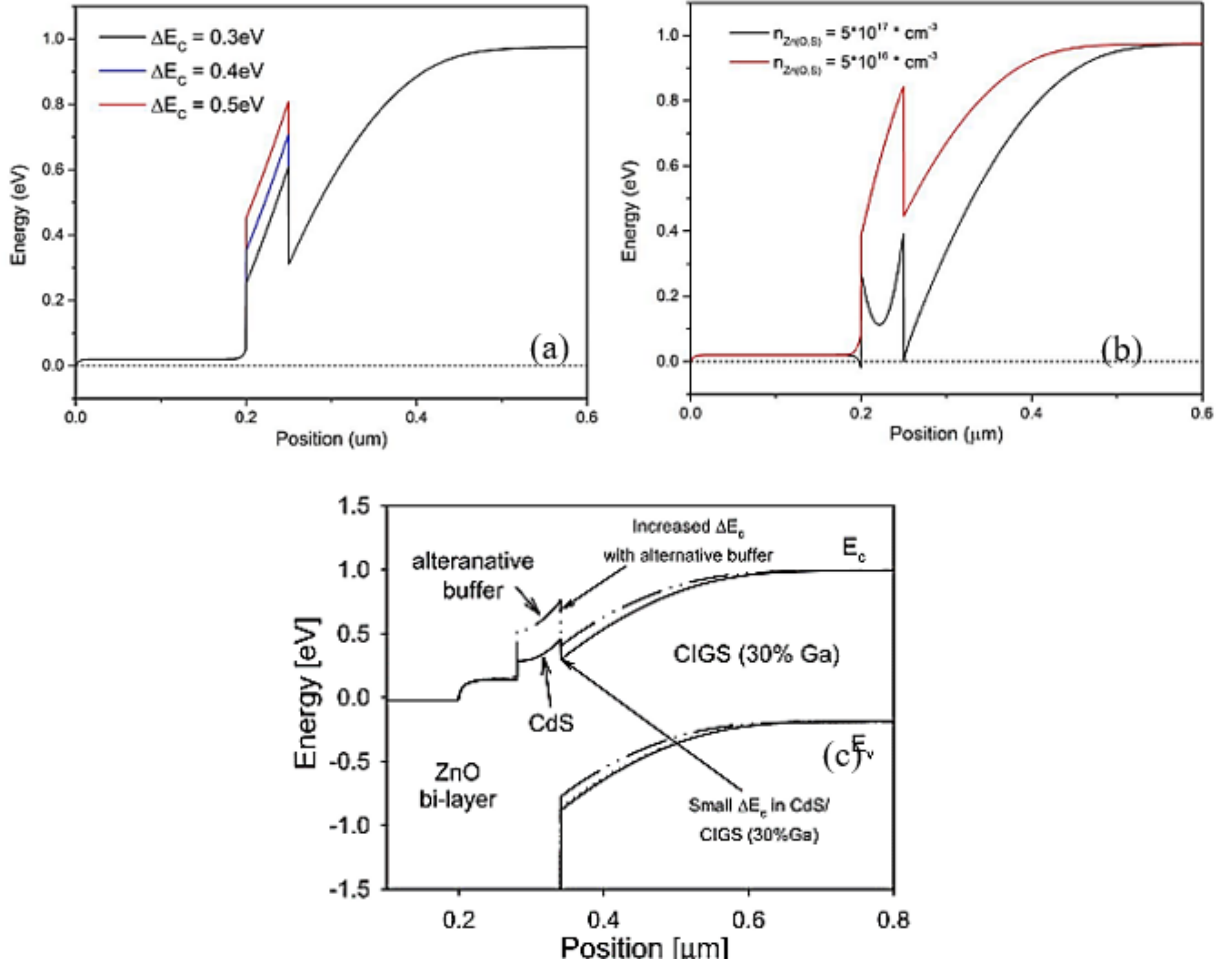 ΔE_C = 0.3eV
ΔE_C = 0.4eV
ΔE_C = 0.5eV
1.0
0.8
0.6
0.4
0.2
0.0
Energy (eV)
(a)
0.0 0.2 0.4 0.6
Position (um)
n_Zn(O,S) = 5*10^17 * cm^-3
n_Zn(O,S) = 5*10^16 * cm^-3
1.0
0.8
0.6
0.4
0.2
0.0
Energy (eV)
(b)
0.0 0.2 0.4 0.6
Position (μm)
1.5
1.0
0.5
0.0
-0.5
-1.0
-1.5
Energy [eV]
Increased ΔE_c
with alternative buffer
E_c
alteranative
buffer
CIGS (30% Ga)
CdS
(c)
E_v
ZnO
bi-layer
Small ΔE_c in CdS/
CIGS (30%Ga)
0.2 0.4 0.6 0.8
Position [μm]